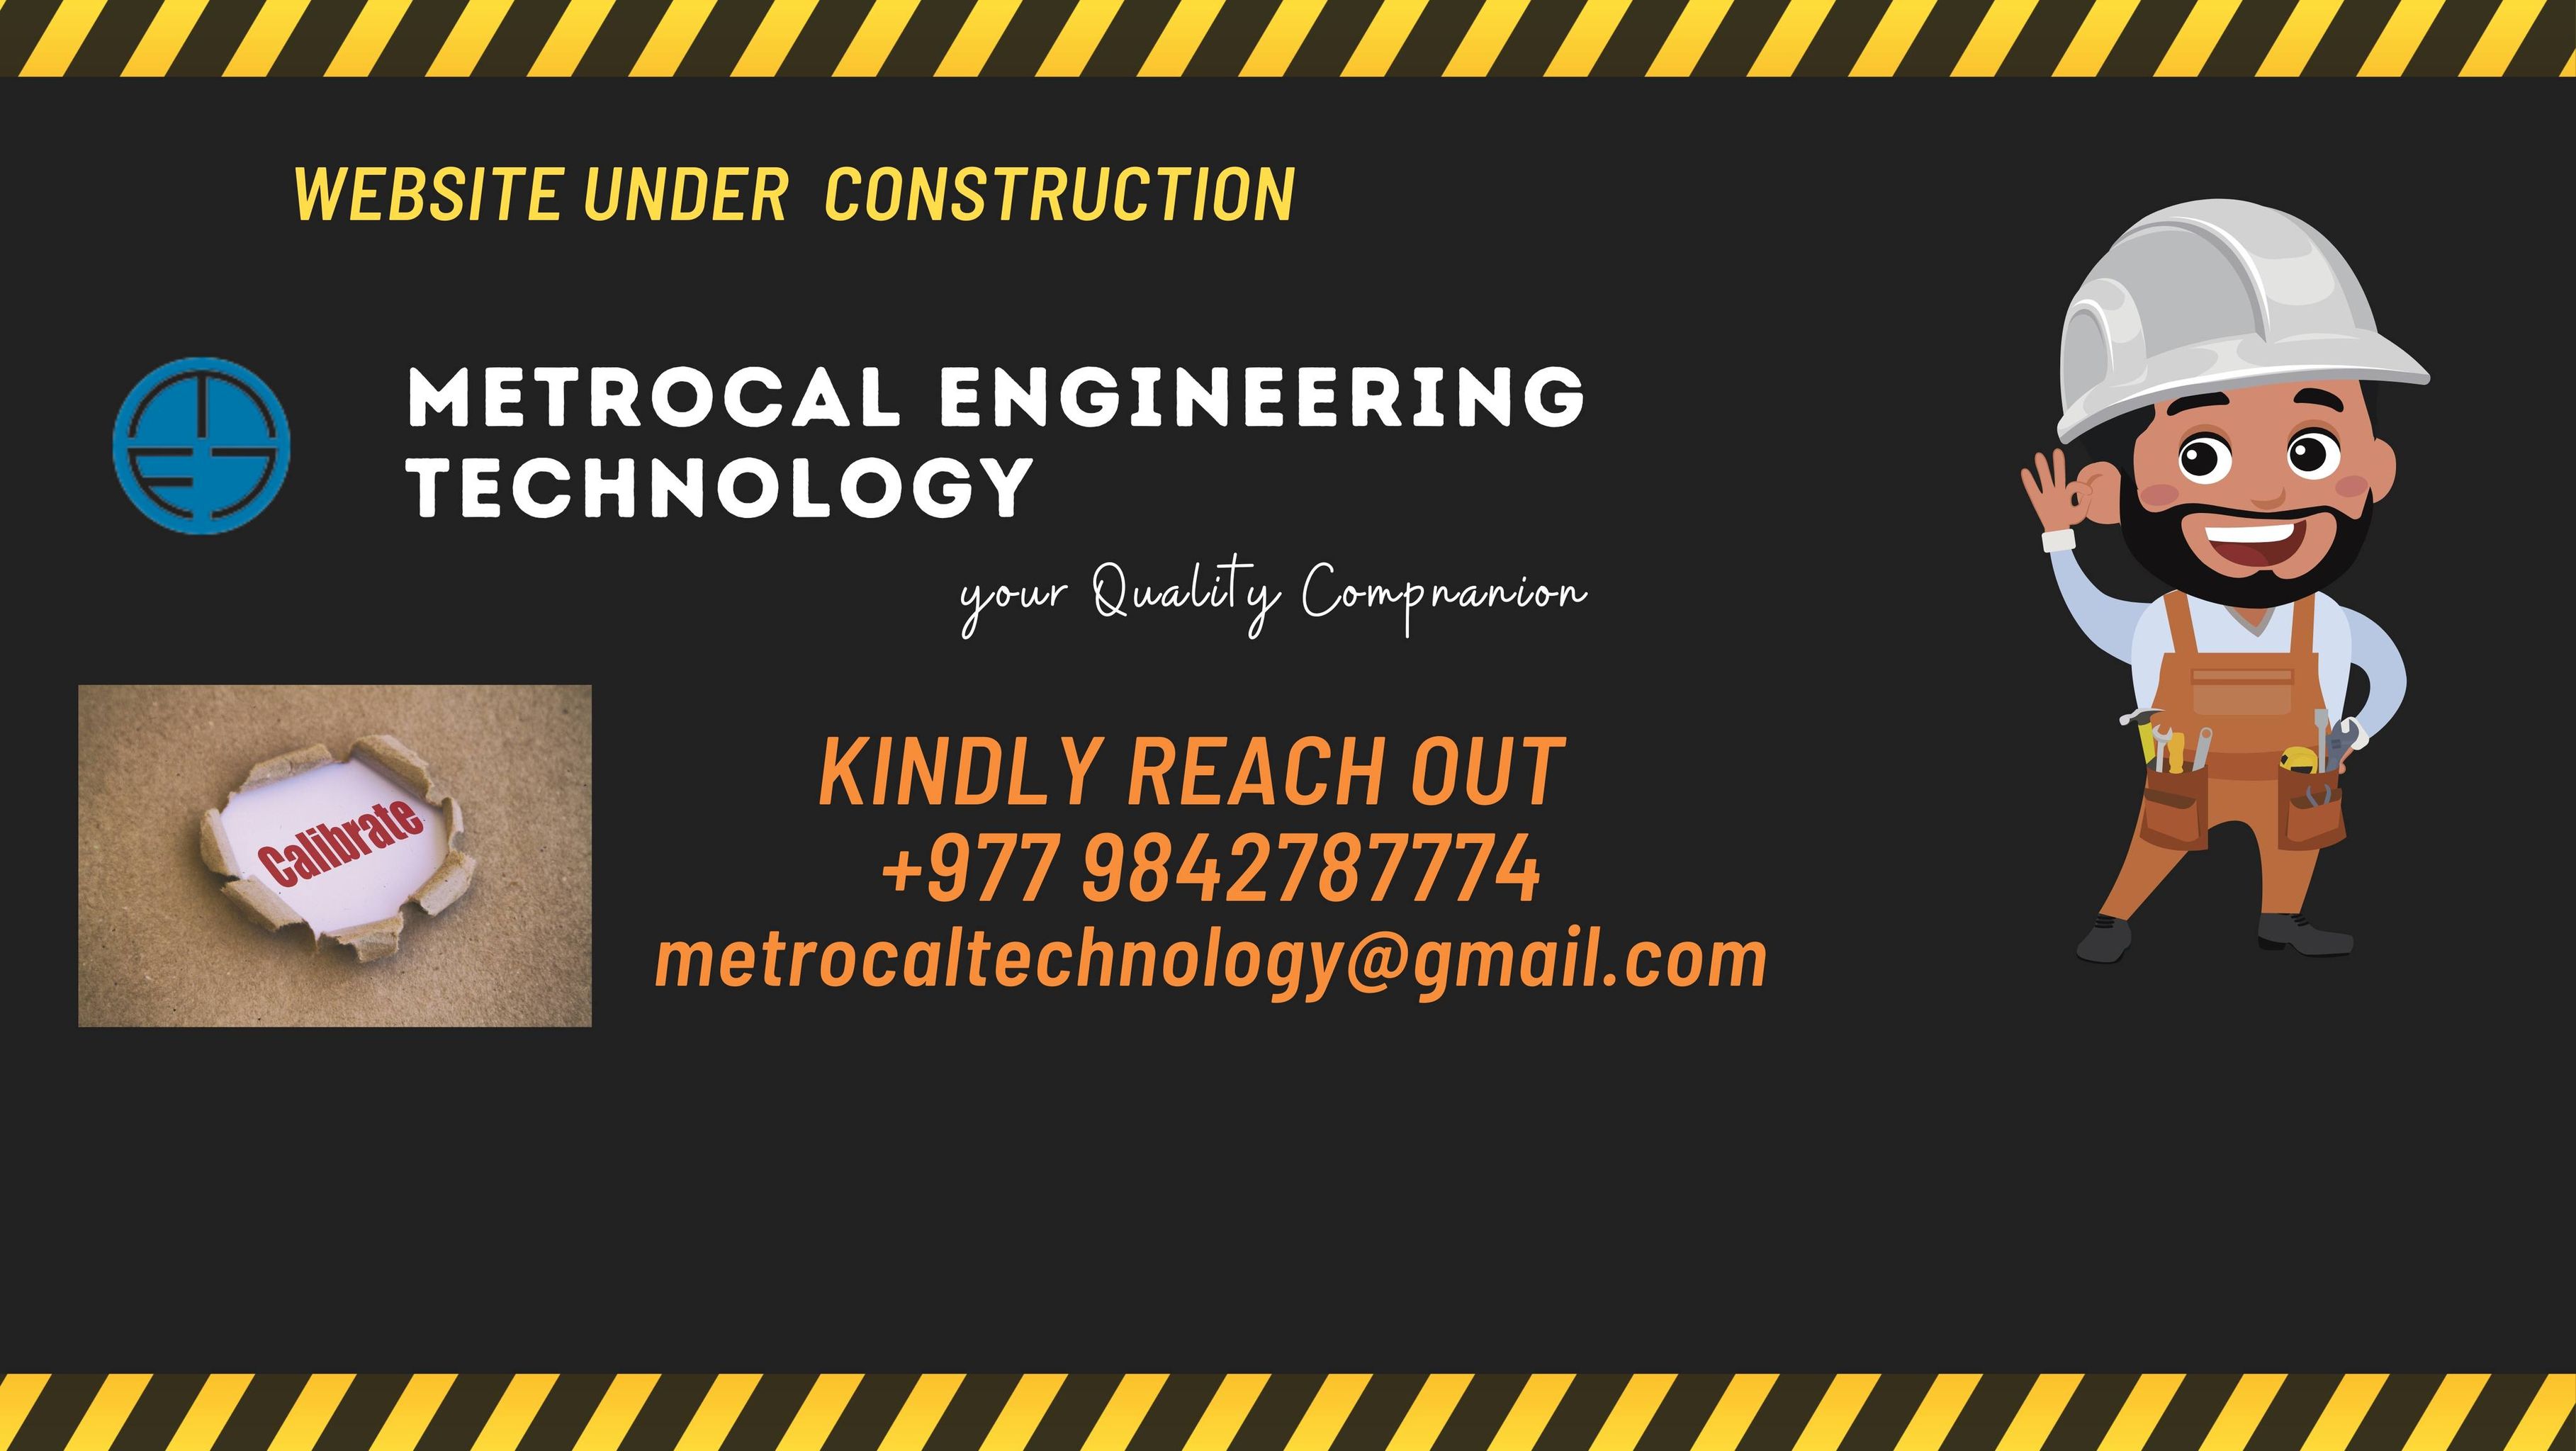 WEBSITE UNDER CONSTRUCTION
METROCAL ENGINEERING
TECHNOLOGY
your Quality Compnanion
Calibrate
KINDLY REACH OUT
+977 9842787774
metrocaltechnology@gmail.com